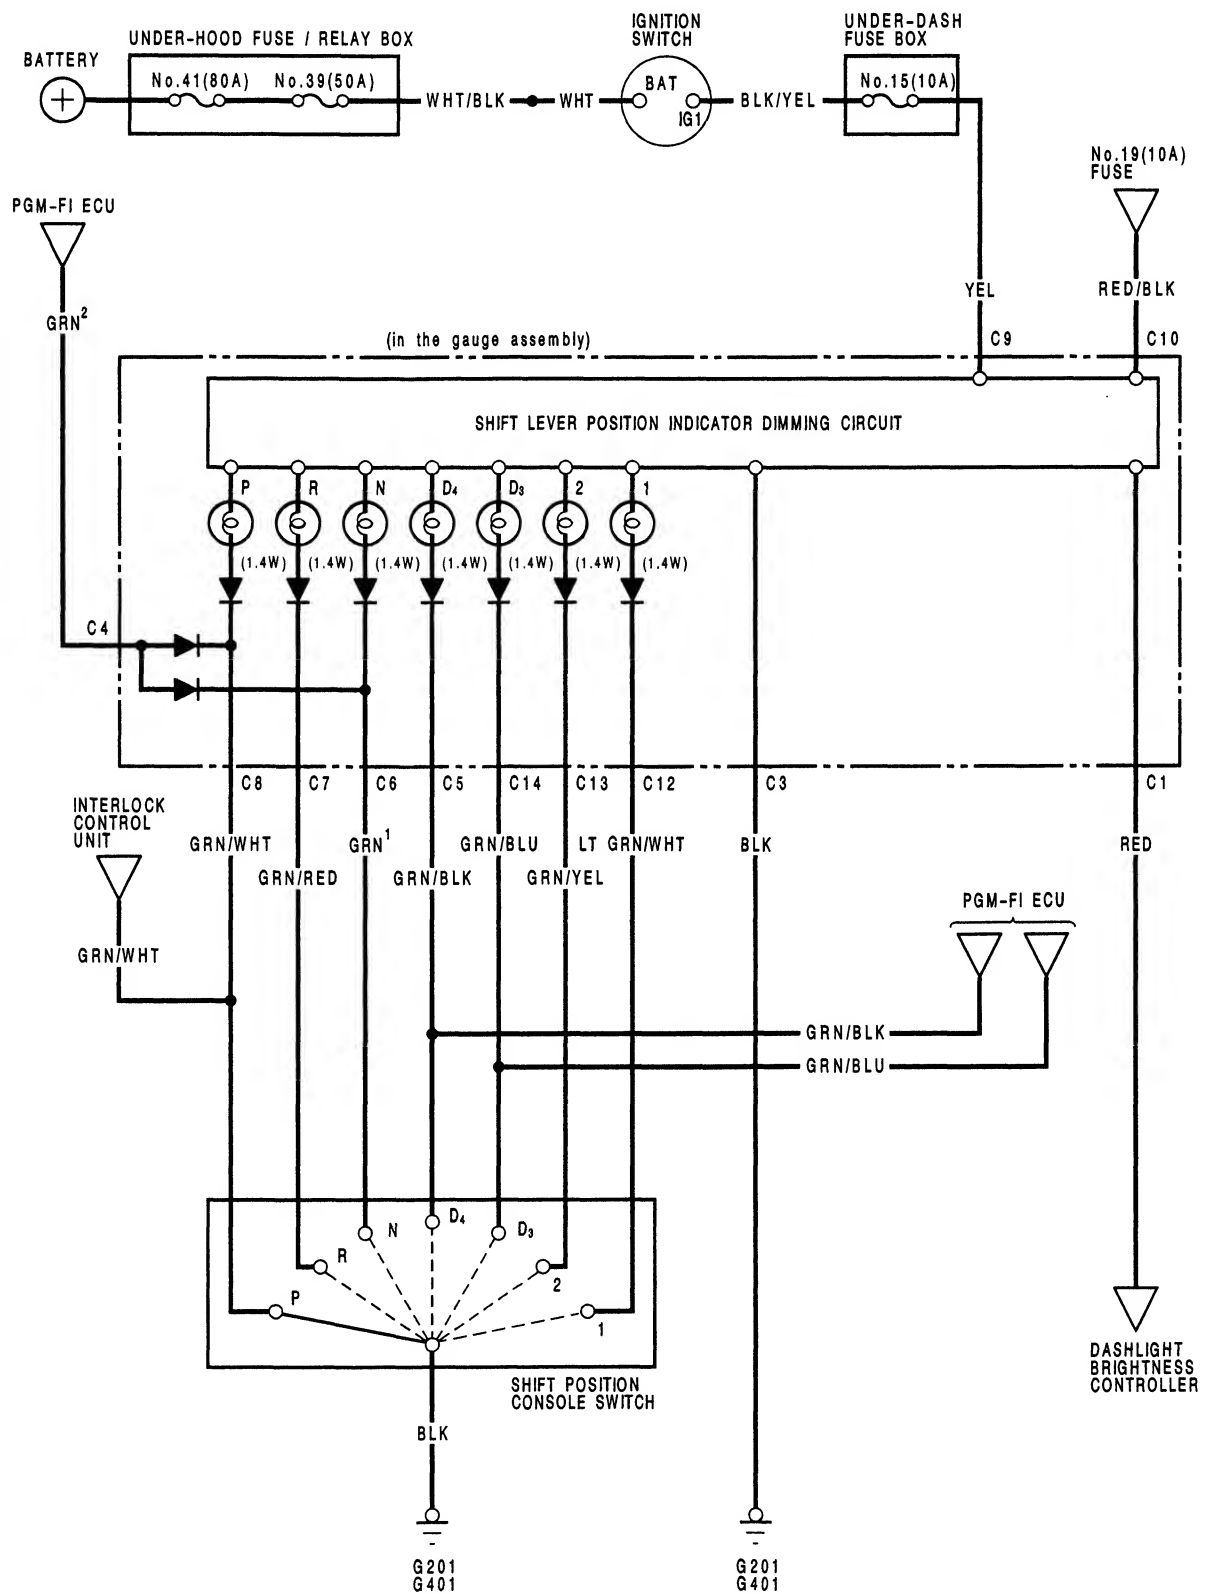 IGNITION
SWITCH
UNDER-DASH
FUSE BOX
UNDER-HOOD FUSE / RELAY BOX
BATTERY
No.41(80A)
No.39(50A)
BAT
No.15(10A)
WHT/BLK
WHT
BLK/YEL
IG1
No.19(10A)
FUSE
PGM-FI ECU
YEL
RED/BLK
GRN²
(in the gauge assembly)
C9
C10
SHIFT LEVER POSITION INDICATOR DIMMING CIRCUIT
P
R
N
D4
D3
2
1
(1.4W)
(1.4W)
(1.4W)
(1.4W)
(1.4W)
(1.4W)
(1.4W)
C4
C8
C7
C6
C5
C14
C13
C12
C3
C1
INTERLOCK
CONTROL
UNIT
GRN/WHT
GRN¹
GRN/BLU
LT GRN/WHT
BLK
RED
GRN/RED
GRN/BLK
GRN/YEL
PGM-FI ECU
GRN/WHT
GRN/BLK
GRN/BLU
N
D4
D3
R
2
P
1
SHIFT POSITION
CONSOLE SWITCH
DASHLIGHT
BRIGHTNESS
CONTROLLER
BLK
G201
G401
G201
G401